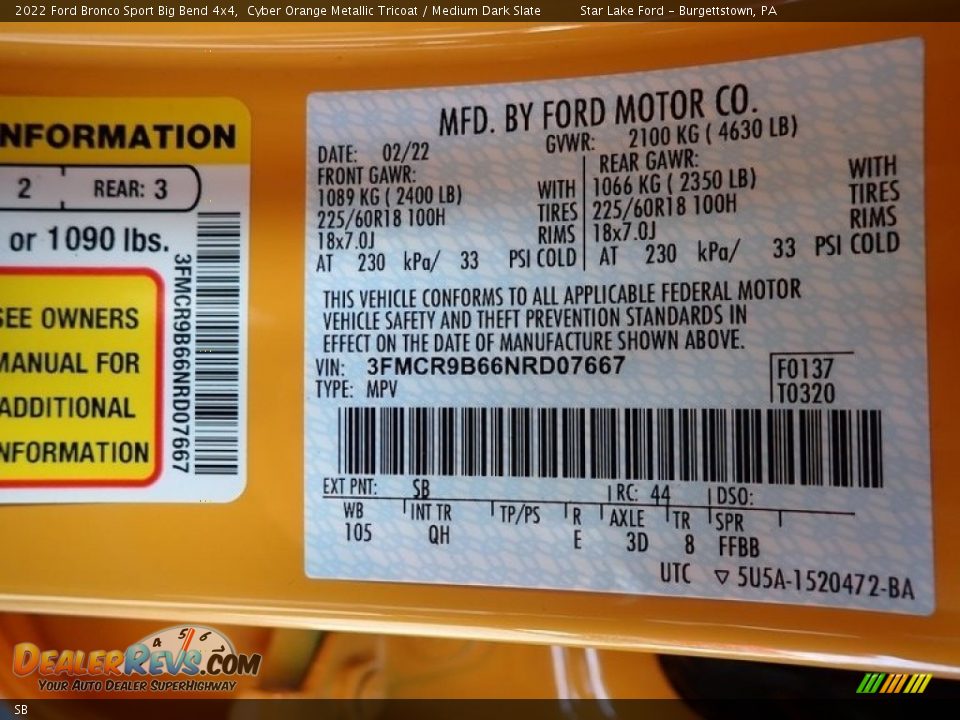 2022 Ford Bronco Sport Big Bend 4x4, Cyber Orange Metallic Tricoat / Medium Dark Slate Star Lake Ford - Burgettstown, PA
NFORMATION
2 REAR: 3
or 1090 lbs.
SEE OWNERS
MANUAL FOR
ADDITIONAL
NFORMATION
3FMCR9B66NRD07667
MFD. BY FORD MOTOR CO.
DATE: 02/22 GVWR: 2100 KG ( 4630 LB)
FRONT GAWR: REAR GAWR:
1089 KG ( 2400 LB) WITH 1066 KG ( 2350 LB) WITH
225/60R18 100H TIRES 225/60R18 100H TIRES
18x7.0J RIMS 18x7.0J RIMS
AT 230 kPa/ 33 PSI COLD AT 230 kPa/ 33 PSI COLD
THIS VEHICLE CONFORMS TO ALL APPLICABLE FEDERAL MOTOR
VEHICLE SAFETY AND THEFT PREVENTION STANDARDS IN
EFFECT ON THE DATE OF MANUFACTURE SHOWN ABOVE.
VIN: 3FMCR9B66NRD07667 F0137
TYPE: MPV T0320
EXT PNT: SB RC: 44 DSO:
WB INT TR TP/PS R AXLE TR SPR
105 QH E 3D 8 FFBB
UTC ▽ 5U5A-1520472-BA
4 5 6
DEALERREVS.COM
YOUR AUTO DEALER SUPERHIGHWAY
SB